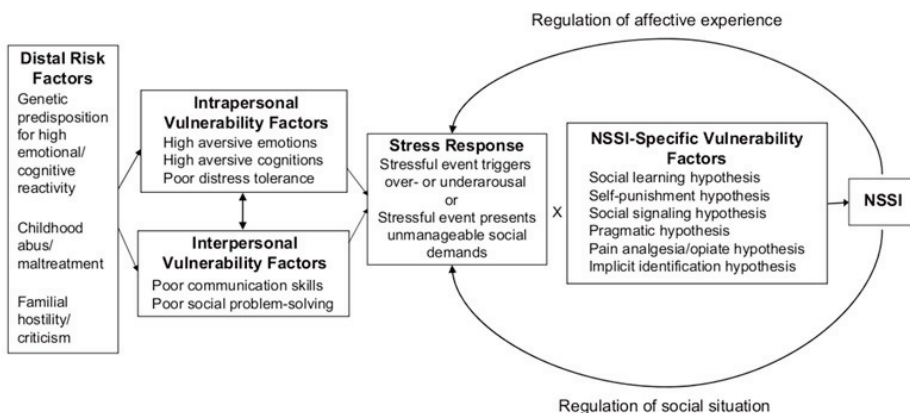 Regulation of affective experience
Distal Risk
Factors
Genetic
predisposition
for high
emotional/
cognitive
reactivity
Childhood
abus/
maltreatment
Familial
hostility/
criticism
Intrapersonal
Vulnerability Factors
High aversive emotions
High aversive cognitions
Poor distress tolerance
Interpersonal
Vulnerability Factors
Poor communication skills
Poor social problem-solving
Stress Response
Stressful event triggers
over- or underarousal
or
Stressful event presents
unmanageable social
demands
X
NSSI-Specific Vulnerability
Factors
Social learning hypothesis
Self-punishment hypothesis
Social signaling hypothesis
Pragmatic hypothesis
Pain analgesia/opiate hypothesis
Implicit identification hypothesis
NSSI
Regulation of social situation